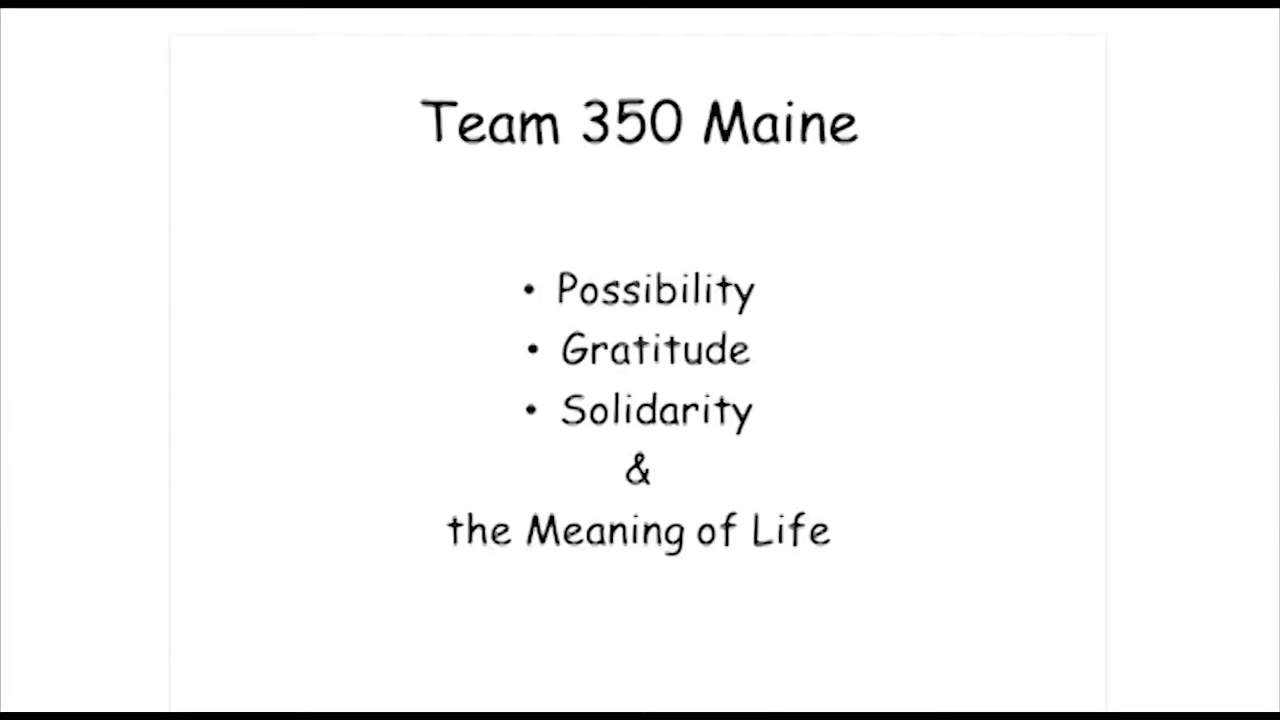 Team 350 Maine
• Possibility
• Gratitude
• Solidarity
&
the Meaning of Life